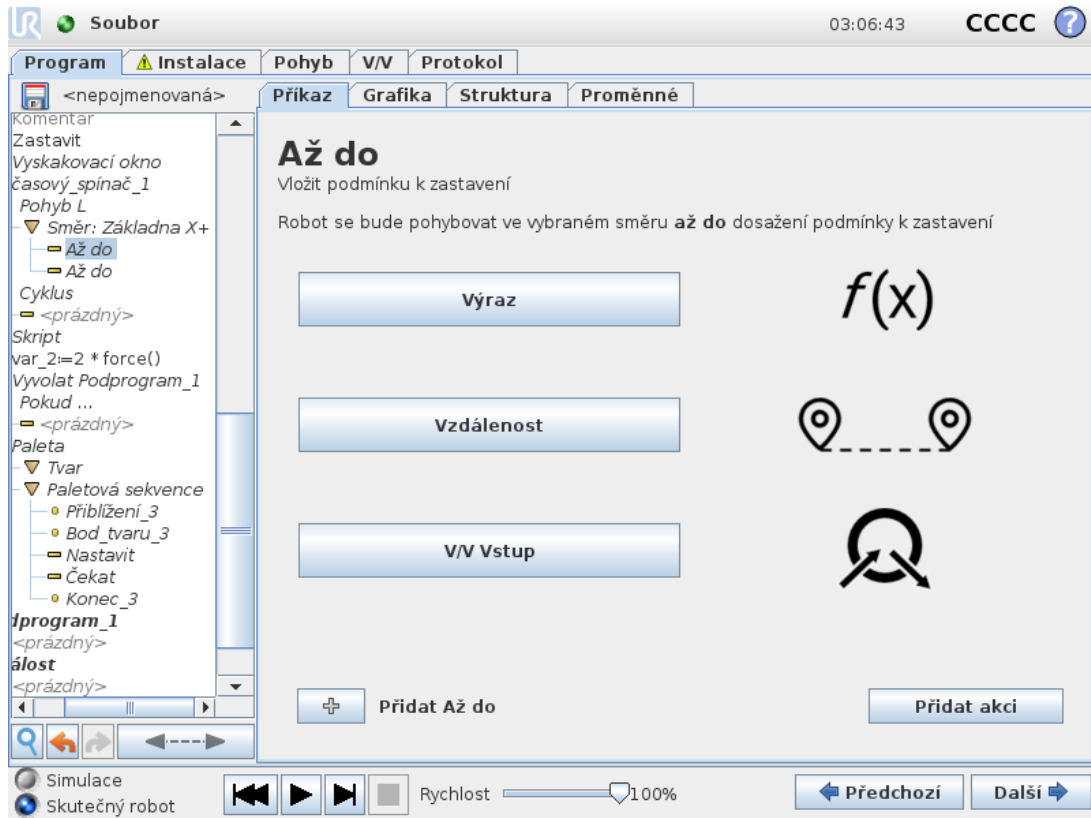 Soubor 03:06:43 CCCC ?
Program Instalace Pohyb V/V Protokol
<nepojmenovaná> Příkaz Grafika Struktura Proměnné
Komentář
Zastavit
Vyskakovací okno
časový_spínač_1
Pohyb L
Směr: Základna X+
Až do
Až do
Cyklus
<prázdný>
Skript
var_2:=2 * force()
Vyvolat Podprogram_1
Pokud ...
<prázdný>
Paleta
Tvar
Paletová sekvence
Přiblížení_3
Bod_tvaru_3
Nastavit
Čekat
Konec_3
dprogram_1
<prázdný>
álost
<prázdný>
Až do
Vložit podmínku k zastavení
Robot se bude pohybovat ve vybraném směru až do dosažení podmínky k zastavení
Výraz f(x)
Vzdálenost
V/V Vstup
Přidat Až do Přidat akci
Simulace
Skutečný robot
Rychlost 100%
Předchozí Další